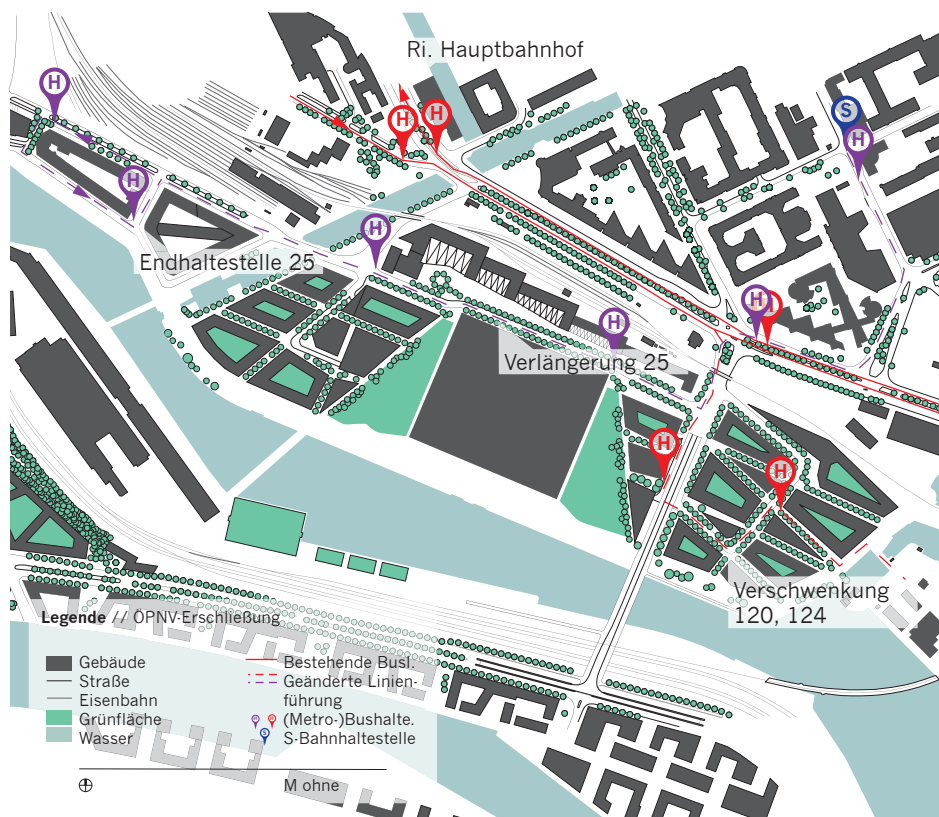 Ri. Hauptbahnhof
H
H
H
S
H
H
Endhaltestelle 25
H
H
H
Verlängerung 25
H
H
Verschwenkung
120, 124
Legende // ÖPNV-Erschließung
Gebäude
Straße
Eisenbahn
Grünfläche
Wasser
Bestehende Busl.
Geänderte Linien-
führung
H H (Metro-)Bushalte.
S S-Bahnhaltestelle
M ohne